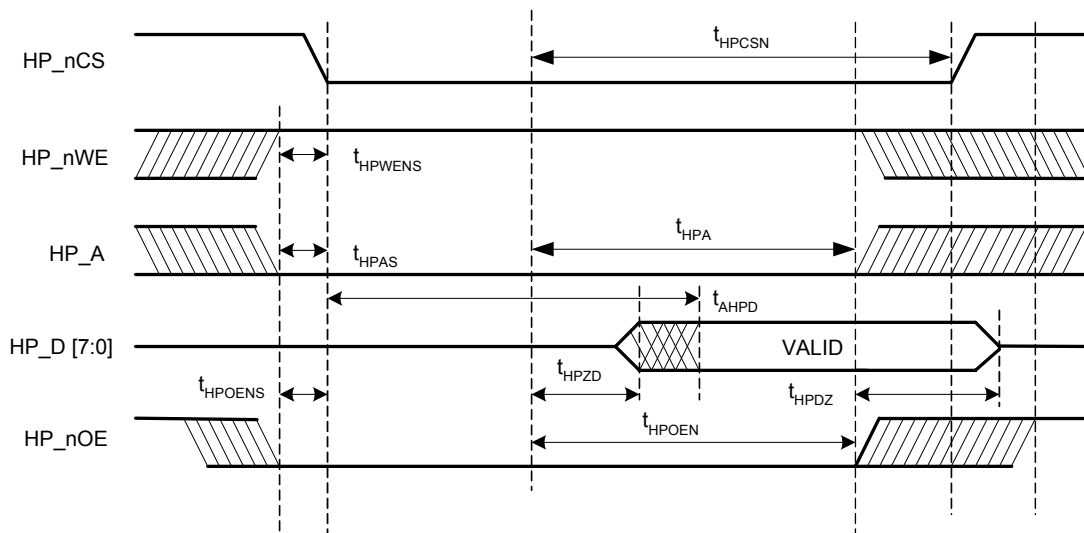 HP_nCS
t_HPCSN
HP_nWE
t_HPWENS
HP_A
t_HPAS
t_HPA
t_AHPD
HP_D [7:0]
VALID
t_HPZD
t_HPDZ
t_HPOENS
t_HPOEN
HP_nOE